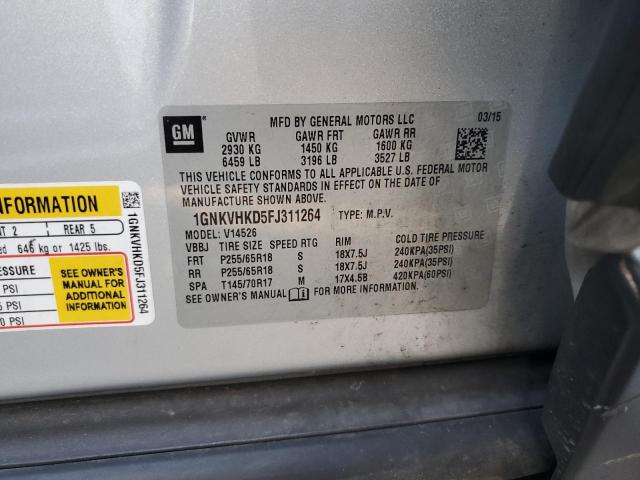 GM
MFD BY GENERAL MOTORS LLC 03/15
GVWR GAWR FRT GAWR RR
2930 KG 1450 KG 1600 KG
6459 LB 3196 LB 3527 LB
THIS VEHICLE CONFORMS TO ALL APPLICABLE U.S. FEDERAL MOTOR
VEHICLE SAFETY STANDARDS IN EFFECT ON THE DATE OF
MANUFACTURE SHOWN ABOVE.
1GNKVHKD5FJ311264 TYPE: M.P.V.
MODEL: V14526
VBBJ TIRE SIZE SPEED RTG RIM COLD TIRE PRESSURE
FRT P255/65R18 S 18X7.5J 240KPA(35PSI)
RR P255/65R18 S 18X7.5J 240KPA(35PSI)
SPA T145/70R17 M 17X4.5B 420KPA(60PSI)
SEE OWNER'S MANUAL FOR MORE INFORMATION.
INFORMATION
2 REAR 5
646 kg or 1425 lbs.
SEE OWNER'S
MANUAL FOR
ADDITIONAL
INFORMATION
PSI
PSI
PSI
1GNKVHKD5FJ311264